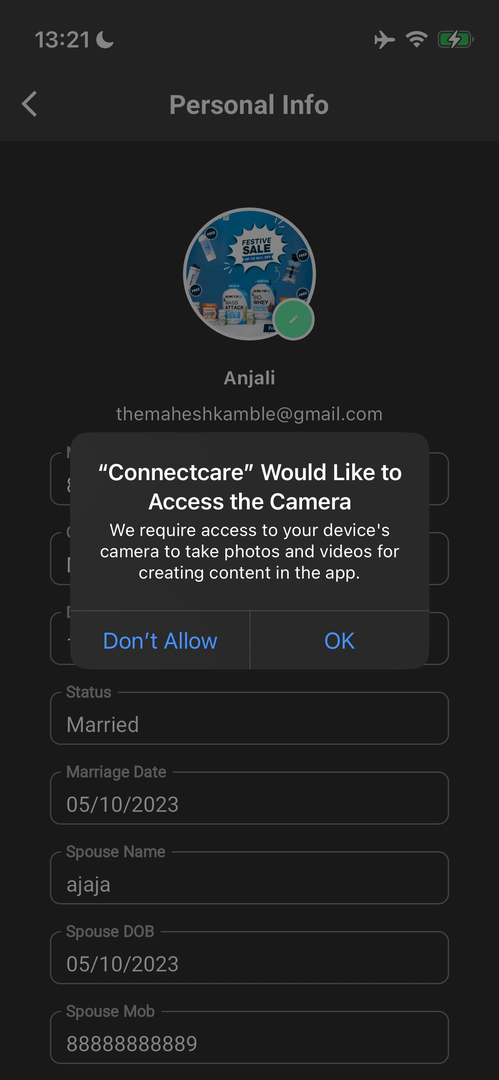 13:21
Personal Info
FESTIVE
SALE
Anjali
themaheshkamble@gmail.com
“Connectcare” Would Like to
Access the Camera
We require access to your device's
camera to take photos and videos for
creating content in the app.
Don’t Allow
OK
Status
Married
Marriage Date
05/10/2023
Spouse Name
ajaja
Spouse DOB
05/10/2023
Spouse Mob
88888888889